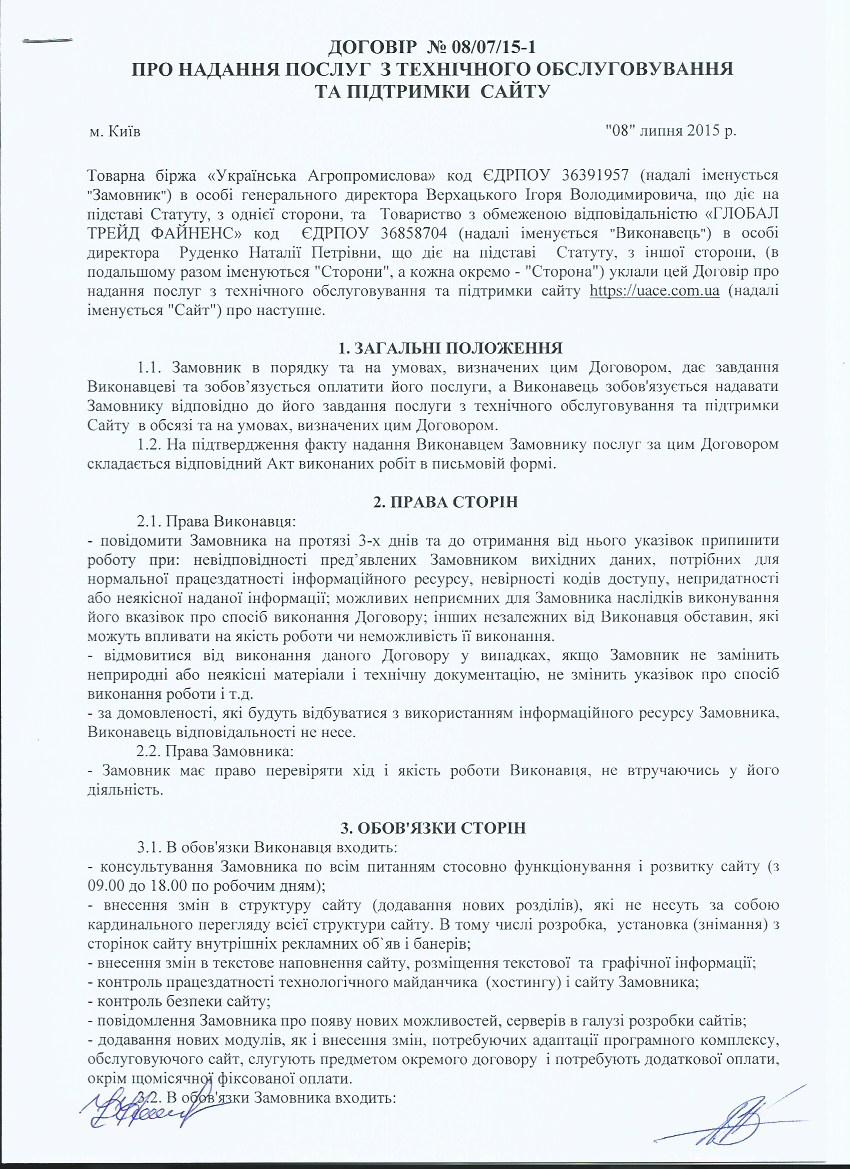 ДОГОВІР № 08/07/15-1
ПРО НАДАННЯ ПОСЛУГ З ТЕХНІЧНОГО ОБСЛУГОВУВАННЯ
ТА ПІДТРИМКИ САЙТУ
м. Київ "08" липня 2015 р.
Товарна біржа «Українська Агропромислова» код ЄДРПОУ 36391957 (надалі іменується
"Замовник") в особі генерального директора Верхацького Ігоря Володимировича, що діє на
підставі Статуту, з однієї сторони, та Товариство з обмеженою відповідальністю «ГЛОБАЛ
ТРЕЙД ФАЙНЕНС» код ЄДРПОУ 36858704 (надалі іменується "Виконавець") в особі
директора Руденко Наталії Петрівни, що діє на підставі Статуту, з іншої сторони, (в
подальшому разом іменуються "Сторони", а кожна окремо - "Сторона") уклали цей Договір про
надання послуг з технічного обслуговування та підтримки сайту https://uace.com.ua (надалі
іменується "Сайт") про наступне.
1. ЗАГАЛЬНІ ПОЛОЖЕННЯ
1.1. Замовник в порядку та на умовах, визначених цим Договором, дає завдання
Виконавцеві та зобов’язується оплатити його послуги, а Виконавець зобов'язується надавати
Замовнику відповідно до його завдання послуги з технічного обслуговування та підтримки
Сайту в обсязі та на умовах, визначених цим Договором.
1.2. На підтвердження факту надання Виконавцем Замовнику послуг за цим Договором
складається відповідний Акт виконаних робіт в письмовій формі.
2. ПРАВА СТОРІН
2.1. Права Виконавця:
- повідомити Замовника на протязі 3-х днів та до отримання від нього указівок припинити
роботу при: невідповідності пред’явлених Замовником вихідних даних, потрібних для
нормальної працездатності інформаційного ресурсу, невірності кодів доступу, непридатності
або неякісної наданої інформації; можливих неприємних для Замовника наслідків виконування
його вказівок про спосіб виконання Договору; інших незалежних від Виконавця обставин, які
можуть впливати на якість роботи чи неможливість її виконання.
- відмовитися від виконання даного Договору у випадках, якщо Замовник не замінить
неприродні або неякісні матеріали і технічну документацію, не змінить указівок про спосіб
виконання роботи і т.д.
- за домовленості, які будуть відбуватися з використанням інформаційного ресурсу Замовника,
Виконавець відповідальності не несе.
2.2. Права Замовника:
- Замовник має право перевіряти хід і якість роботи Виконавця, не втручаючись у його
діяльність.
3. ОБОВ'ЯЗКИ СТОРІН
3.1. В обов'язки Виконавця входить:
- консультування Замовника по всім питанням стосовно функціонування і розвитку сайту (з
09.00 до 18.00 по робочим дням);
- внесення змін в структуру сайту (додавання нових розділів), які не несуть за собою
кардинального перегляду всієї структури сайту. В тому числі розробка, установка (знімання) з
сторінок сайту внутрішніх рекламних об`яв і банерів;
- внесення змін в текстове наповнення сайту, розміщення текстової та графічної інформації;
- контроль працездатності технологічного майданчика (хостингу) і сайту Замовника;
- контроль безпеки сайту;
- повідомлення Замовника про появу нових можливостей, серверів в галузі розробки сайтів;
- додавання нових модулів, як і внесення змін, потребуючих адаптації програмного комплексу,
обслуговуючого сайт, слугують предметом окремого договору і потребують додаткової оплати,
окрім щомісячної фіксованої оплати.
3.2. В обов'язки Замовника входить: